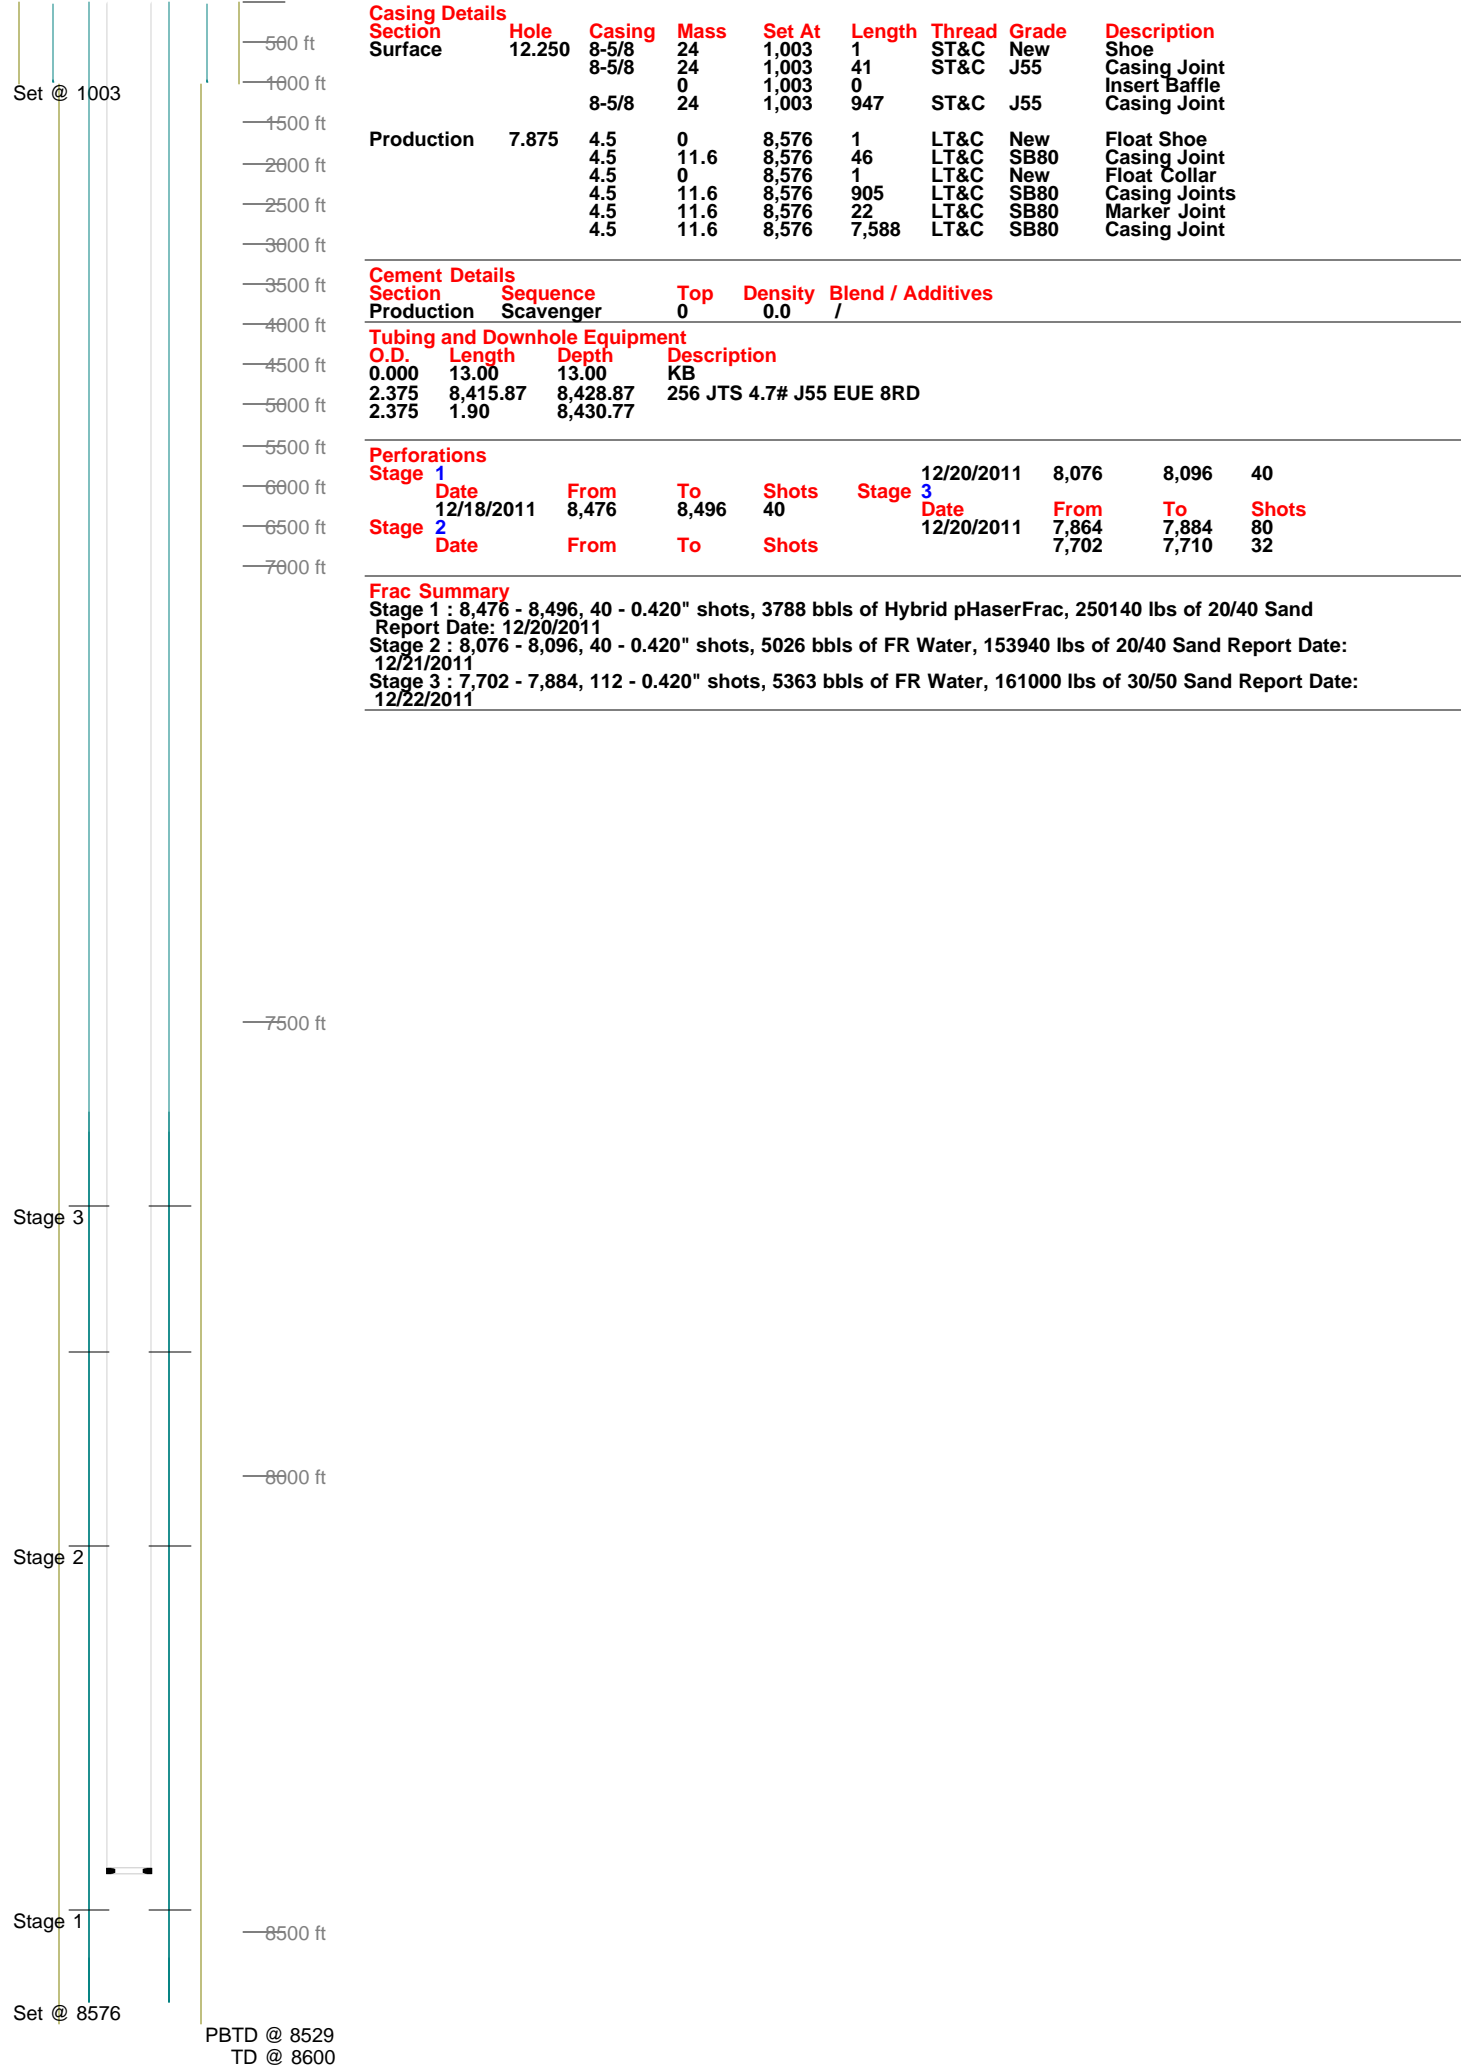 Casing Details
Section Hole Casing Mass Set At Length Thread Grade Description
Surface 12.250 8-5/8 24 1,003 1 ST&C New Shoe
8-5/8 24 1,003 41 ST&C J55 Casing Joint
0 1,003 0 Insert Baffle
8-5/8 24 1,003 947 ST&C J55 Casing Joint
Production 7.875 4.5 0 8,576 1 LT&C New Float Shoe
4.5 11.6 8,576 46 LT&C SB80 Casing Joint
4.5 0 8,576 1 LT&C New Float Collar
4.5 11.6 8,576 905 LT&C SB80 Casing Joints
4.5 11.6 8,576 22 LT&C SB80 Marker Joint
4.5 11.6 8,576 7,588 LT&C SB80 Casing Joint
Cement Details
Section Sequence Top Density Blend / Additives
Production Scavenger 0 0.0 /
Tubing and Downhole Equipment
O.D. Length Depth Description
0.000 13.00 13.00 KB
2.375 8,415.87 8,428.87 256 JTS 4.7# J55 EUE 8RD
2.375 1.90 8,430.77
Perforations
Stage 1
Date From To Shots
12/18/2011 8,476 8,496 40
Stage 2
Date From To Shots
12/20/2011 8,076 8,096 40
Stage 3
Date From To Shots
12/20/2011 7,864 7,884 80
7,702 7,710 32
Frac Summary
Stage 1 : 8,476 - 8,496, 40 - 0.420" shots, 3788 bbls of Hybrid pHaserFrac, 250140 lbs of 20/40 Sand
Report Date: 12/20/2011
Stage 2 : 8,076 - 8,096, 40 - 0.420" shots, 5026 bbls of FR Water, 153940 lbs of 20/40 Sand Report Date:
12/21/2011
Stage 3 : 7,702 - 7,884, 112 - 0.420" shots, 5363 bbls of FR Water, 161000 lbs of 30/50 Sand Report Date:
12/22/2011
500 ft
Set @ 1003
1000 ft
1500 ft
2000 ft
2500 ft
3000 ft
3500 ft
4000 ft
4500 ft
5000 ft
5500 ft
6000 ft
6500 ft
7000 ft
7500 ft
Stage 3
8000 ft
Stage 2
Stage 1
8500 ft
Set @ 8576
PBTD @ 8529
TD @ 8600